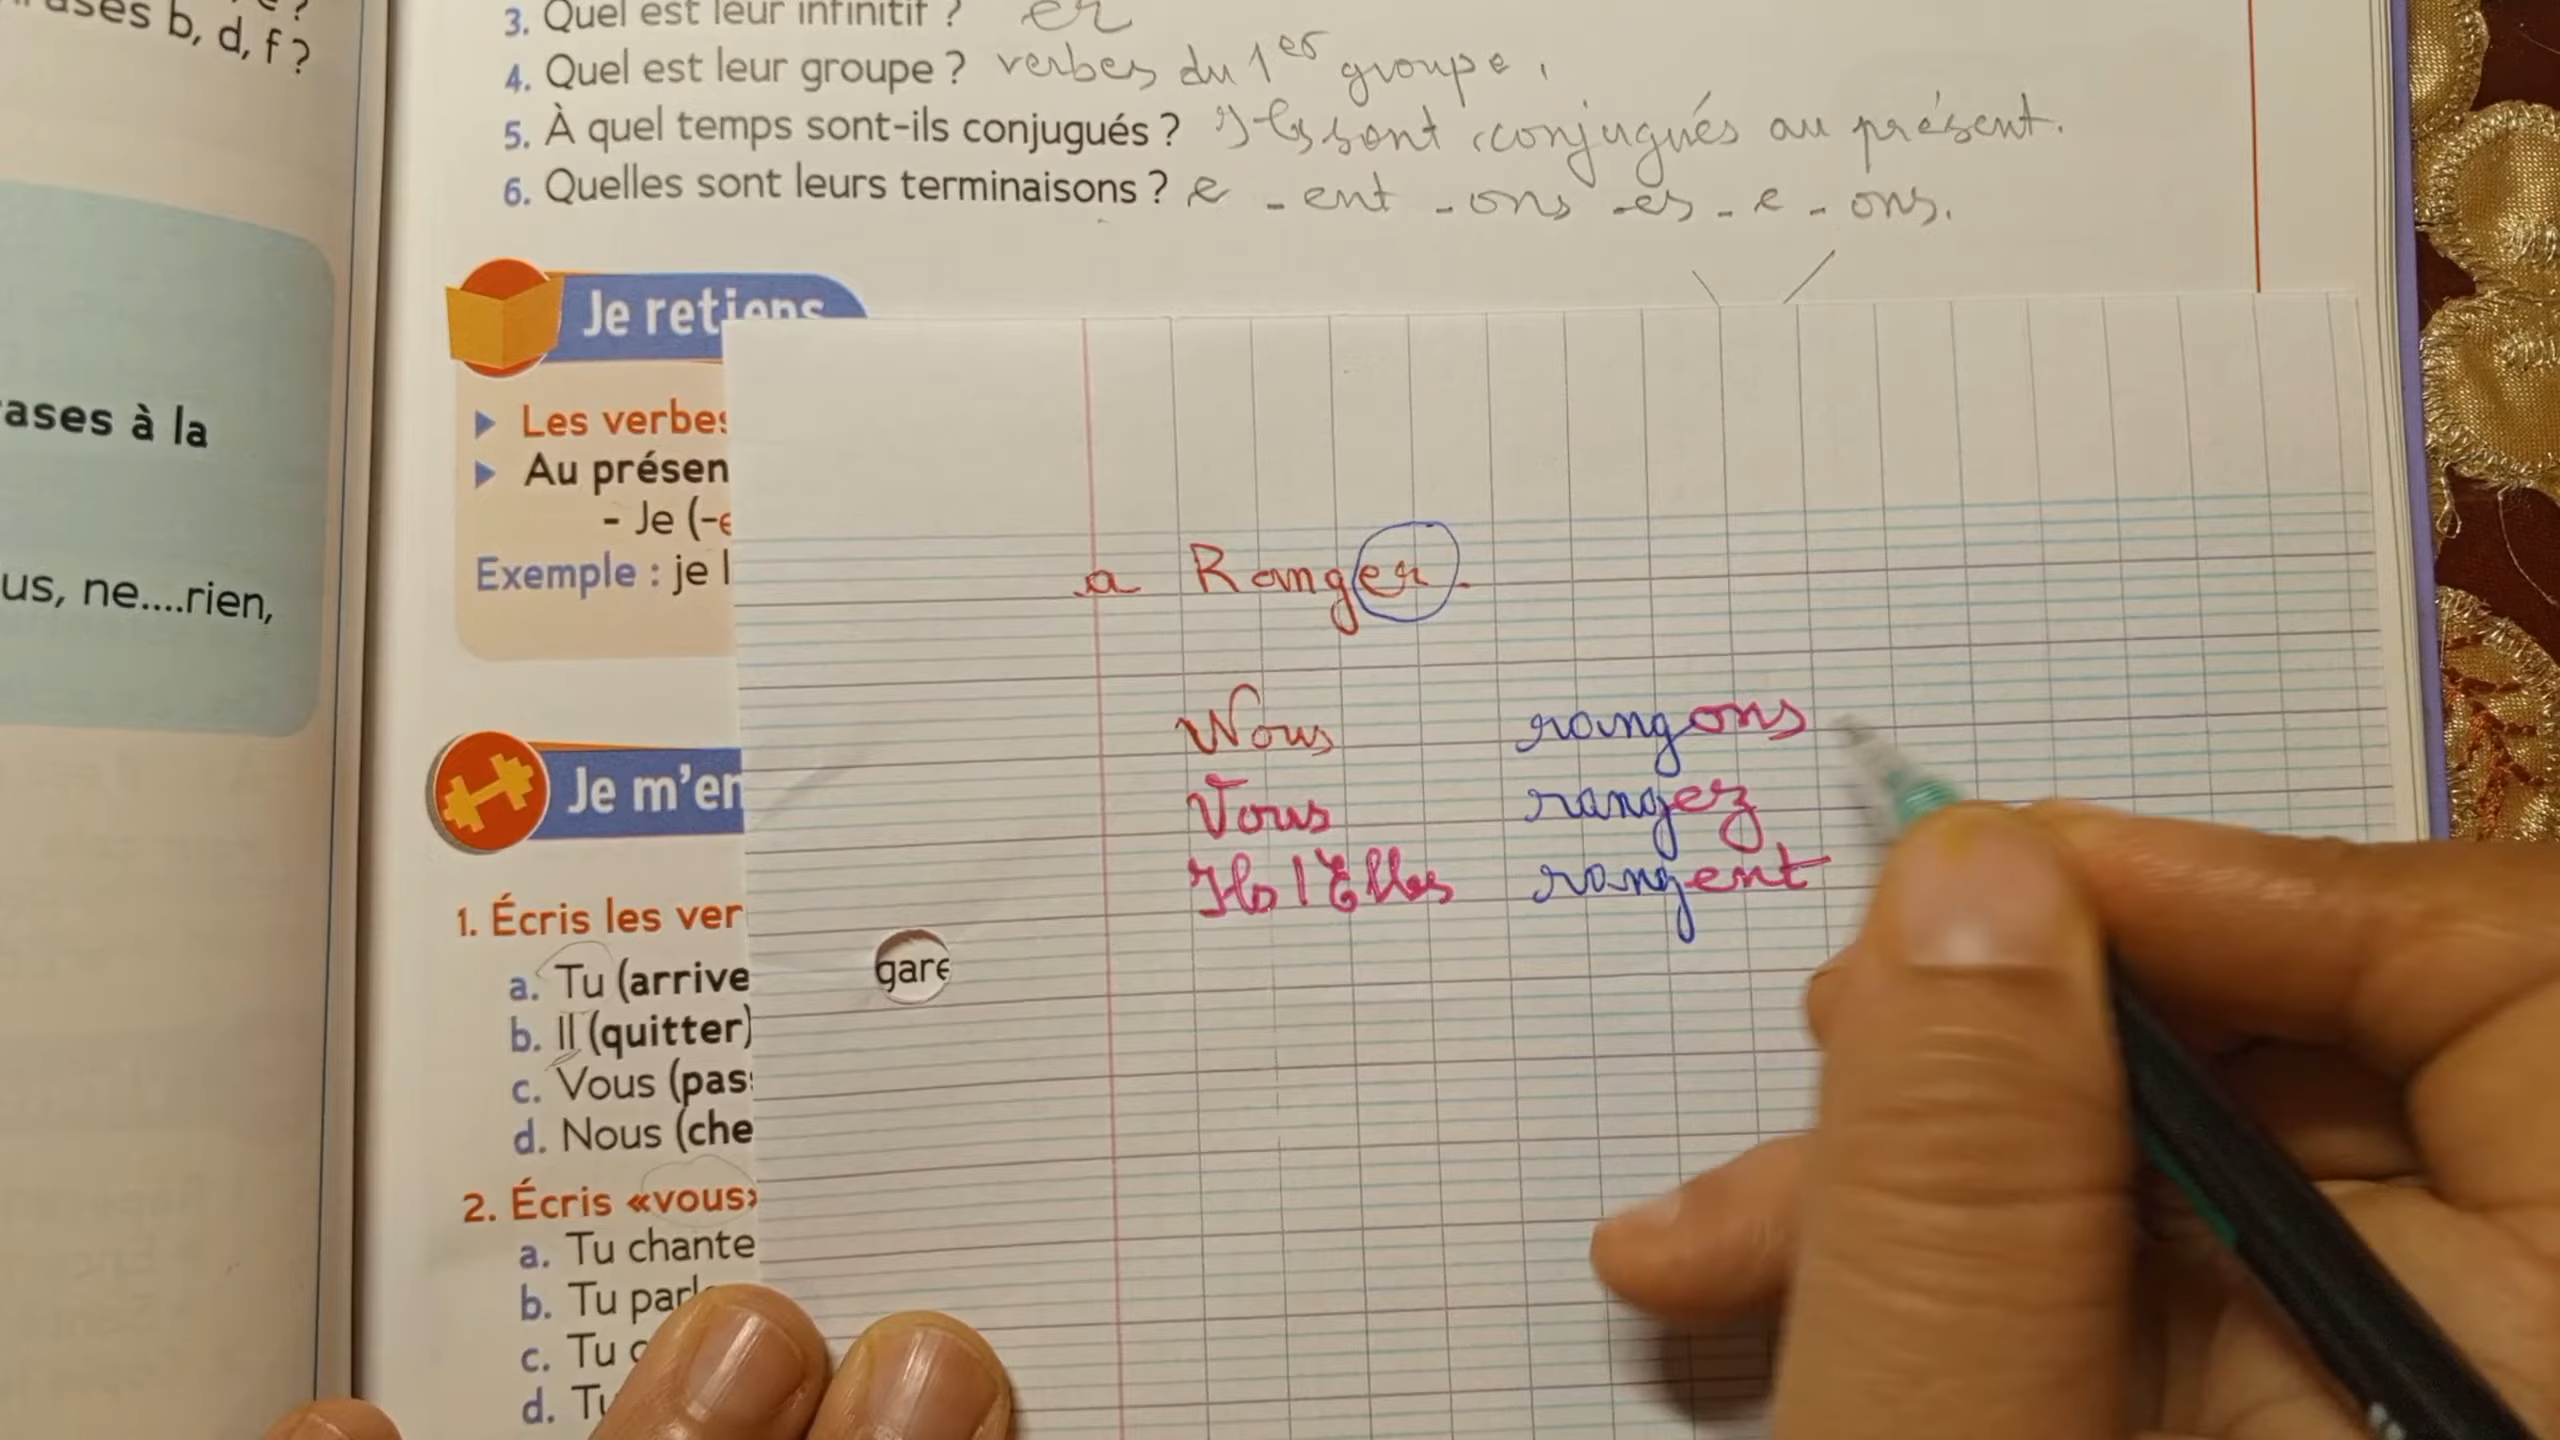 ases b, d, f ?
ases à la
us, ne....rien,
3. Quel est leur infinitif ? er
4. Quel est leur groupe ? verbes du 1er groupe.
5. À quel temps sont-ils conjugués ? Ils sont conjugués au présent.
6. Quelles sont leurs terminaisons ? e - ent - ons - es - e - ons.
Je retiens
Les verbes
Au présen
- Je (-e
Exemple : je l
Je m'en
1. Écris les ver
a. Tu (arrive
b. Il (quitter)
c. Vous (pas
d. Nous (che
2. Écris «vous»
a. Tu chante
b. Tu parl
c. Tu
d. Tu
a Ranger.
Nous rangons
Vous rangez
Ils / Elles rangent
gare